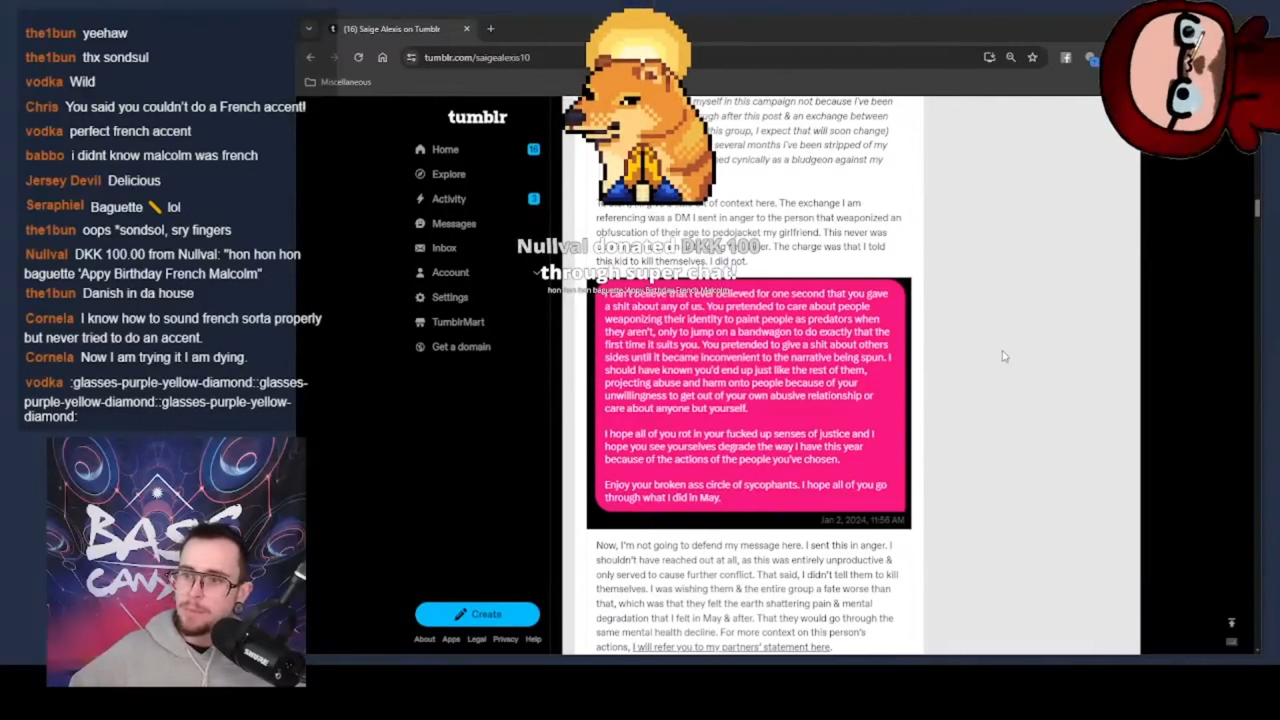 the1bun yeehaw
the1bun thx sondsul
vodka Wild
Chris You said you couldn't do a French accent!
vodka perfect french accent
babbo i didnt know malcolm was french
Jersey Devil Delicious
Seraphiel Baguette 🥖 lol
the1bun oops *sondsol, sry fingers
Nullval DKK 100.00 from Nullval: "hon hon hon
baguette 'Appy Birthday French Malcolm"
the1bun Danish in da house
Cornela I know how to sound french sorta properly
but never tried to do an accent.
Cornela Now I am trying it I am dying.
vodka :glasses-purple-yellow-diamond::glasses-
purple-yellow-diamond::glasses-purple-yellow-
diamond:
(16) Saige Alexis on Tumblr
tumblr.com/saigealexis10
Miscellaneous
tumblr
Home 16
Explore
Activity 3
Messages
Inbox
Account
Settings
TumblrMart
Get a domain
Create
About Apps Legal Privacy Help
myself in this campaign not because I've been
ugh after this post & an exchange between
this group, I expect that will soon change)
several months I've been stripped of my
ed cynically as a bludgeon against my
of context here. The exchange I am
referencing was a DM I sent in anger to the person that weaponized an
obfuscation of their age to pedojacket my girlfriend. This never was
The charge was that I told
this kid to kill themselves. I did not.
Nullval donated DKK 100
through super chat!
hon hon hon baguette 'Appy Birthday French Malcolm
I can't believe that I ever believed for one second that you gave
a shit about any of us. You pretended to care about people
weaponizing their identity to paint people as predators when
they aren't, only to jump on a bandwagon to do exactly that the
first time it suits you. You pretended to give a shit about others
sides until it became inconvenient to the narrative being spun. I
should have known you'd end up just like the rest of them,
projecting abuse and harm onto people because of your
unwillingness to get out of your own abusive relationship or
care about anyone but yourself.
I hope all of you rot in your fucked up senses of justice and I
hope you see yourselves degrade the way I have this year
because of the actions of the people you've chosen.
Enjoy your broken ass circle of sycophants. I hope all of you go
through what I did in May.
Jan 2, 2024, 11:56 AM
Now, I'm not going to defend my message here. I sent this in anger. I
shouldn't have reached out at all, as this was entirely unproductive &
only served to cause further conflict. That said, I didn't tell them to kill
themselves. I was wishing them & the entire group a fate worse than
that, which was that they felt the earth shattering pain & mental
degradation that I felt in May & after. That they would go through the
same mental health decline. For more context on this person's
actions, I will refer you to my partners' statement here.
BASS
CANYON
SHURE